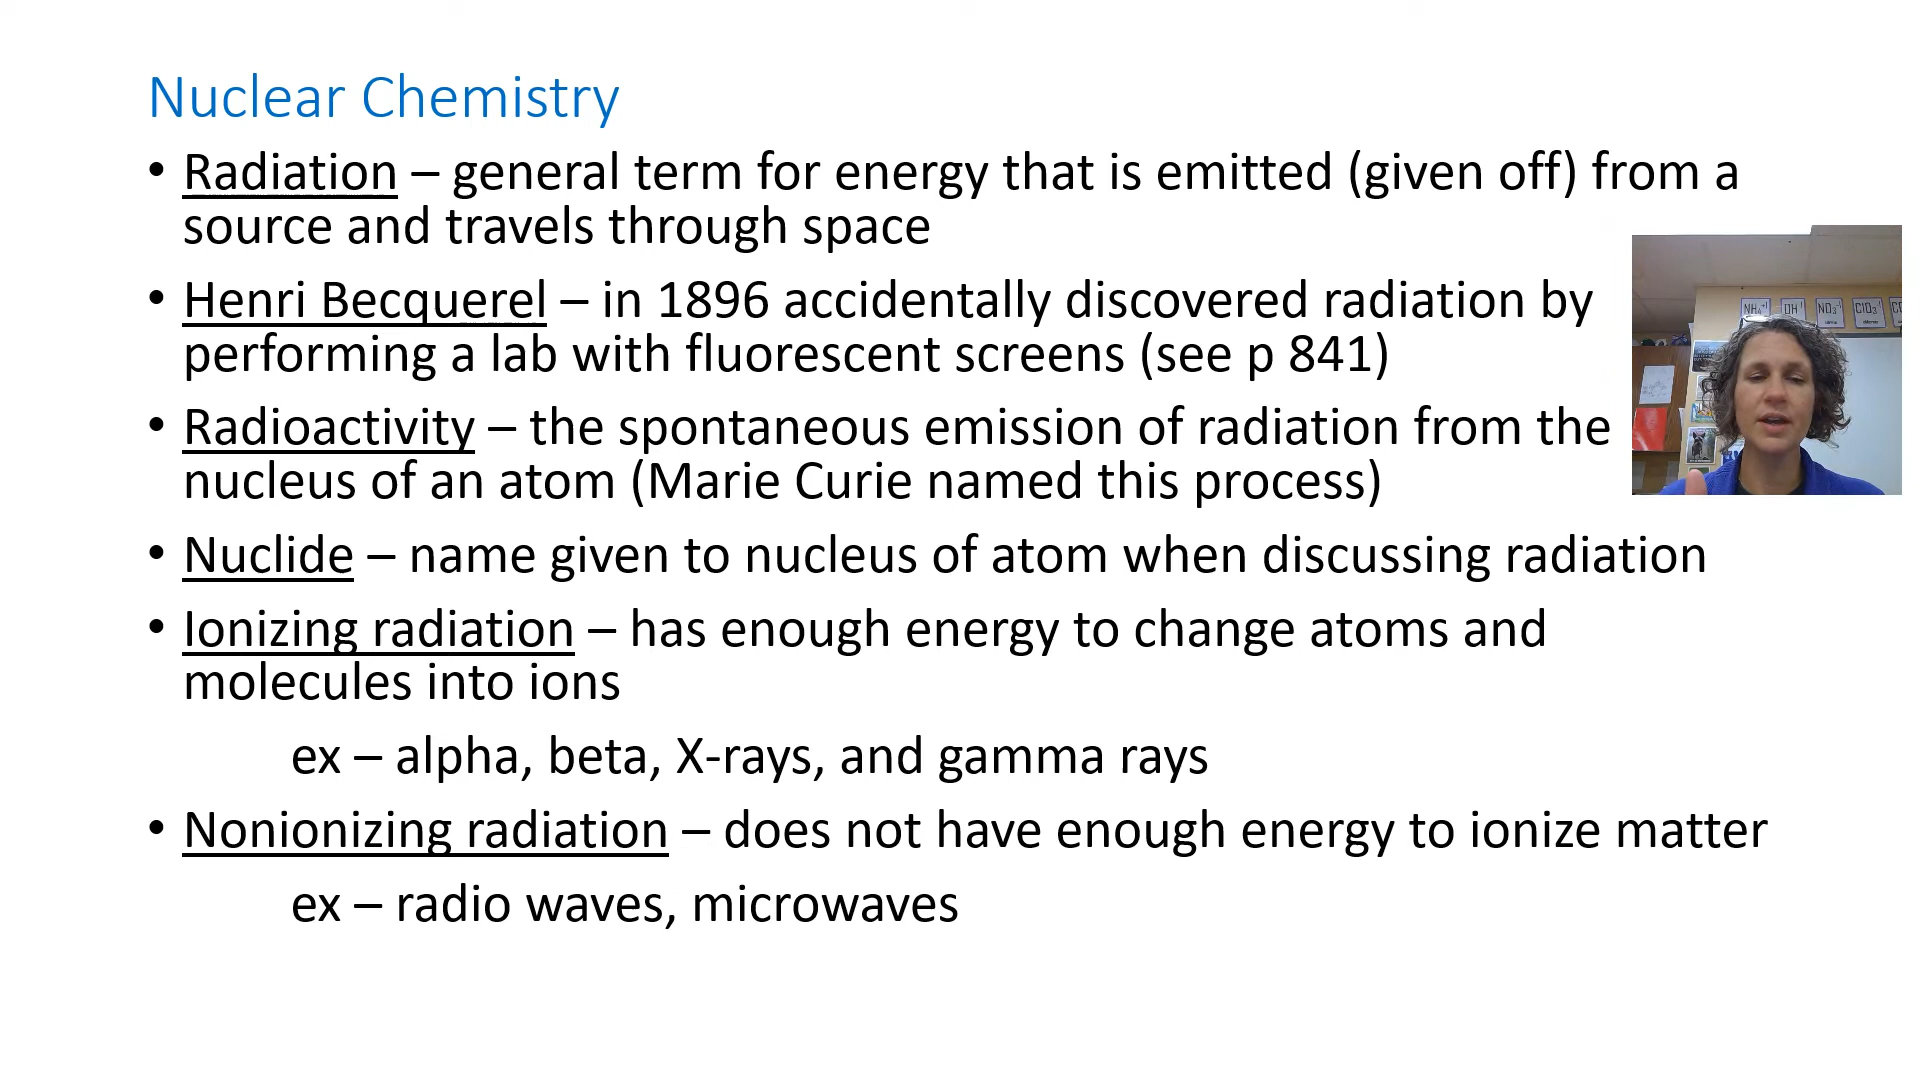 Nuclear Chemistry
• Radiation – general term for energy that is emitted (given off) from a
source and travels through space
• Henri Becquerel – in 1896 accidentally discovered radiation by
performing a lab with fluorescent screens (see p 841)
• Radioactivity – the spontaneous emission of radiation from the
nucleus of an atom (Marie Curie named this process)
• Nuclide – name given to nucleus of atom when discussing radiation
• Ionizing radiation – has enough energy to change atoms and
molecules into ions
ex – alpha, beta, X-rays, and gamma rays
• Nonionizing radiation – does not have enough energy to ionize matter
ex – radio waves, microwaves